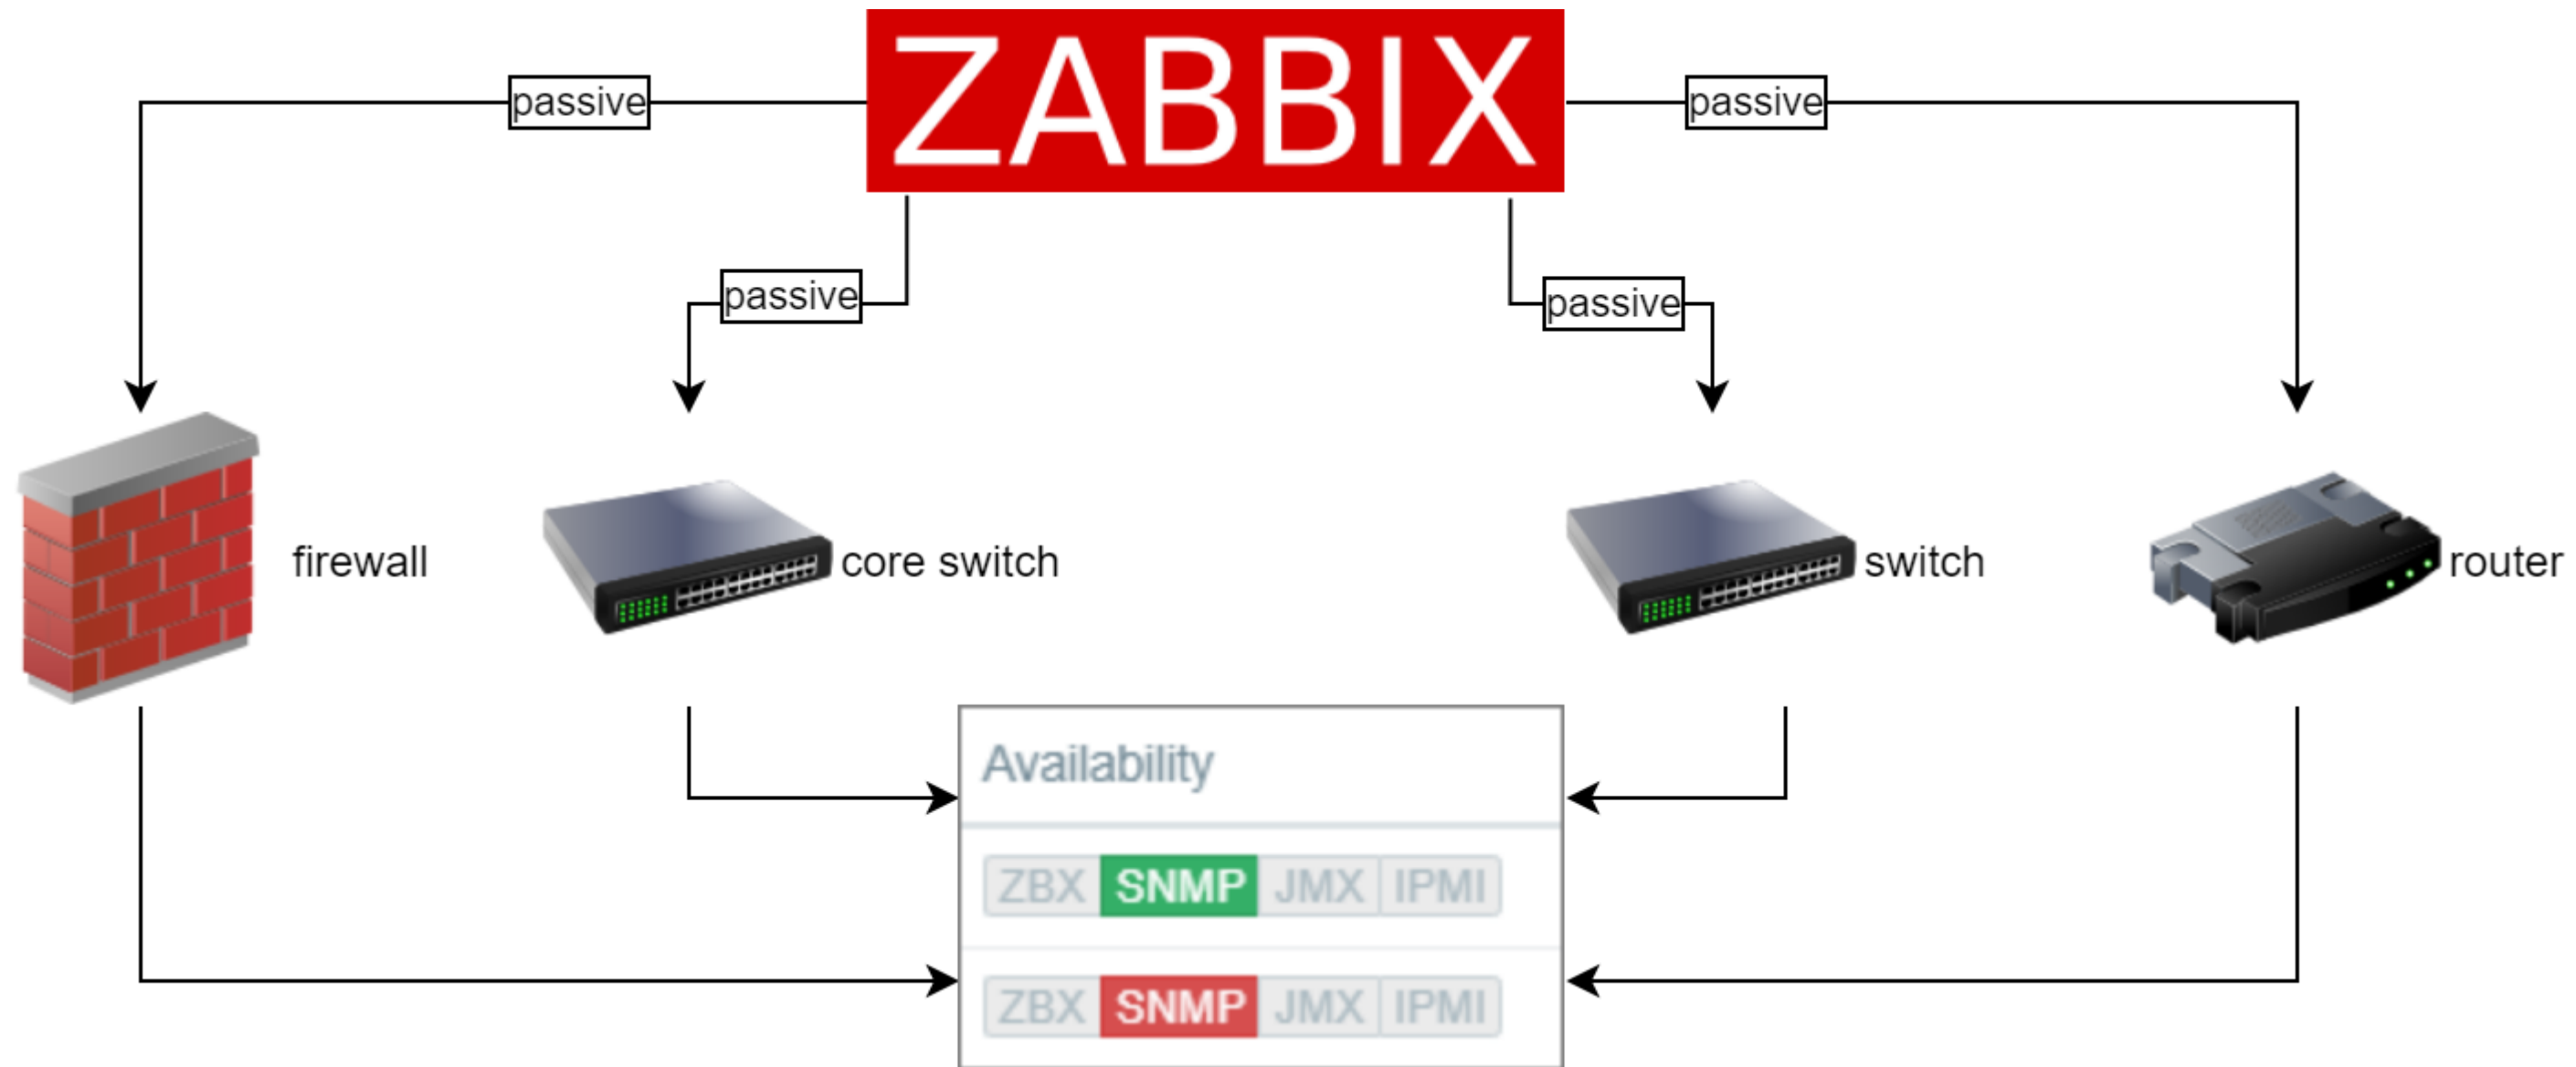 ZABBIX
passive
passive
passive
passive
firewall
core switch
switch
router
Availability
ZBX SNMP JMX IPMI
ZBX SNMP JMX IPMI